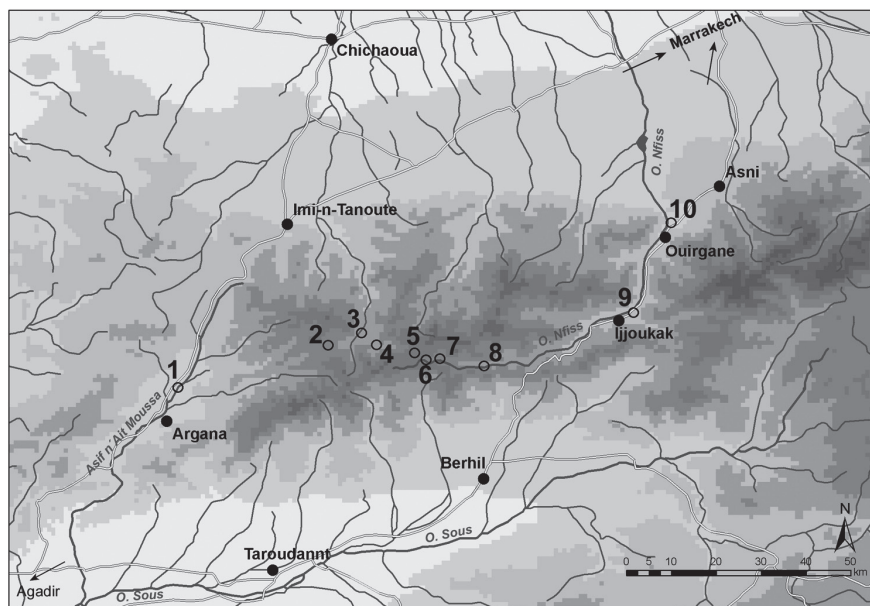 Chichaoua
Marrakech
O. Nfiss
Asni
Imi-n-Tanoute
10
Ouirgane
9
Ijjoukak
O. Nfiss
3
2
4
5
7
8
6
1
Asif n'Ait Moussa
Argana
Berhil
O. Sous
N
Taroudannt
0 10 20 30 40 50
km
Agadir
O. Sous